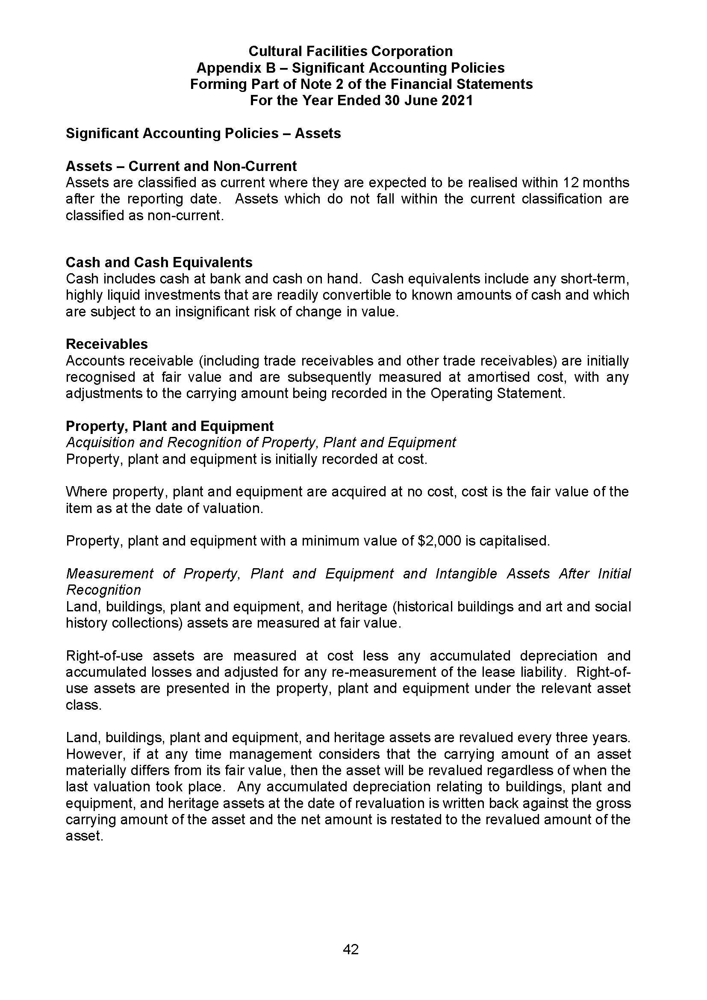 Cultural Facilities Corporation
Appendix B – Significant Accounting Policies
Forming Part of Note 2 of the Financial Statements
For the Year Ended 30 June 2021
Significant Accounting Policies – Assets
Assets – Current and Non-Current
Assets are classified as current where they are expected to be realised within 12 months
after the reporting date. Assets which do not fall within the current classification are
classified as non-current.
Cash and Cash Equivalents
Cash includes cash at bank and cash on hand. Cash equivalents include any short-term,
highly liquid investments that are readily convertible to known amounts of cash and which
are subject to an insignificant risk of change in value.
Receivables
Accounts receivable (including trade receivables and other trade receivables) are initially
recognised at fair value and are subsequently measured at amortised cost, with any
adjustments to the carrying amount being recorded in the Operating Statement.
Property, Plant and Equipment
Acquisition and Recognition of Property, Plant and Equipment
Property, plant and equipment is initially recorded at cost.
Where property, plant and equipment are acquired at no cost, cost is the fair value of the
item as at the date of valuation.
Property, plant and equipment with a minimum value of $2,000 is capitalised.
Measurement of Property, Plant and Equipment and Intangible Assets After Initial
Recognition
Land, buildings, plant and equipment, and heritage (historical buildings and art and social
history collections) assets are measured at fair value.
Right-of-use assets are measured at cost less any accumulated depreciation and
accumulated losses and adjusted for any re-measurement of the lease liability. Right-of-
use assets are presented in the property, plant and equipment under the relevant asset
class.
Land, buildings, plant and equipment, and heritage assets are revalued every three years.
However, if at any time management considers that the carrying amount of an asset
materially differs from its fair value, then the asset will be revalued regardless of when the
last valuation took place. Any accumulated depreciation relating to buildings, plant and
equipment, and heritage assets at the date of revaluation is written back against the gross
carrying amount of the asset and the net amount is restated to the revalued amount of the
asset.
42